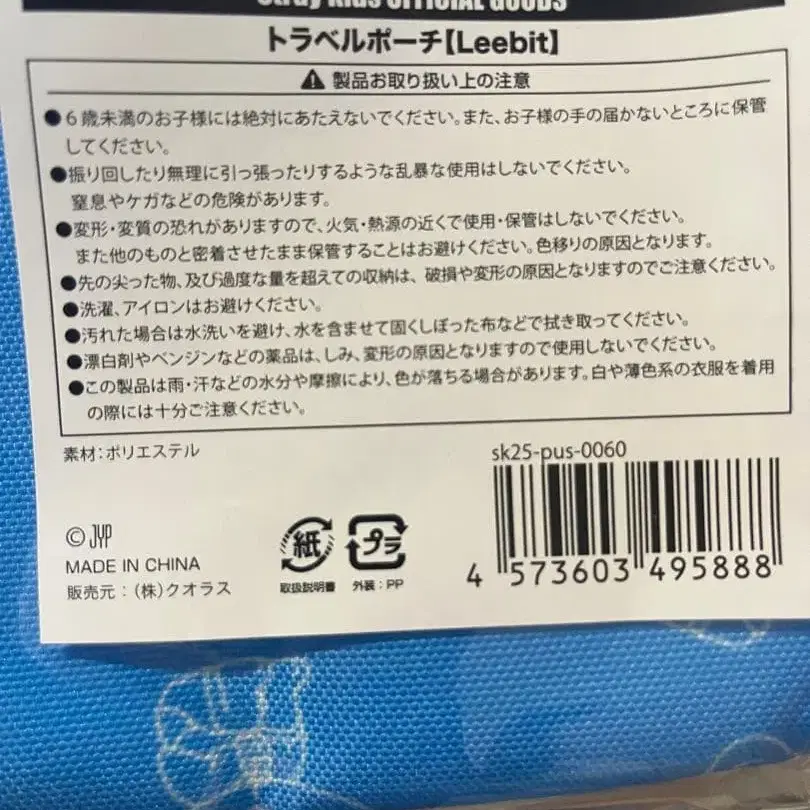 Stray Kids OFFICIAL GOODS
トラベルポーチ【Leebit】
製品お取り扱い上の注意
●6歳未満のお子様には絶対にあたえないでください。また、お子様の手の届かないところに保管
してください。
●振り回したり無理に引っ張ったりするような乱暴な使用はしないでください。
窒息やケガなどの危険があります。
●変形・変質の恐れがありますので、火気・熱源の近くで使用・保管はしないでください。
また他のものと密着させたまま保管することはお避けください。色移りの原因となります。
●先の尖った物、及び過度な量を超えての収納は、破損や変形の原因となりますのでご注意ください。
●洗濯、アイロンはお避けください。
●汚れた場合は水洗いを避け、水を含ませて固くしぼった布などで拭き取ってください。
●漂白剤やベンジンなどの薬品は、しみ、変形の原因となりますので使用しないでください。
●この製品は雨・汗などの水分や摩擦により、色が落ちる場合があります。白や薄色系の衣服を着用
の際には十分ご注意ください。
素材:ポリエステル
sk25-pus-0060
© JYP
MADE IN CHINA
販売元:(株)クオラス
紙
取扱説明書
プラ
外装:PP
4 573603 495888